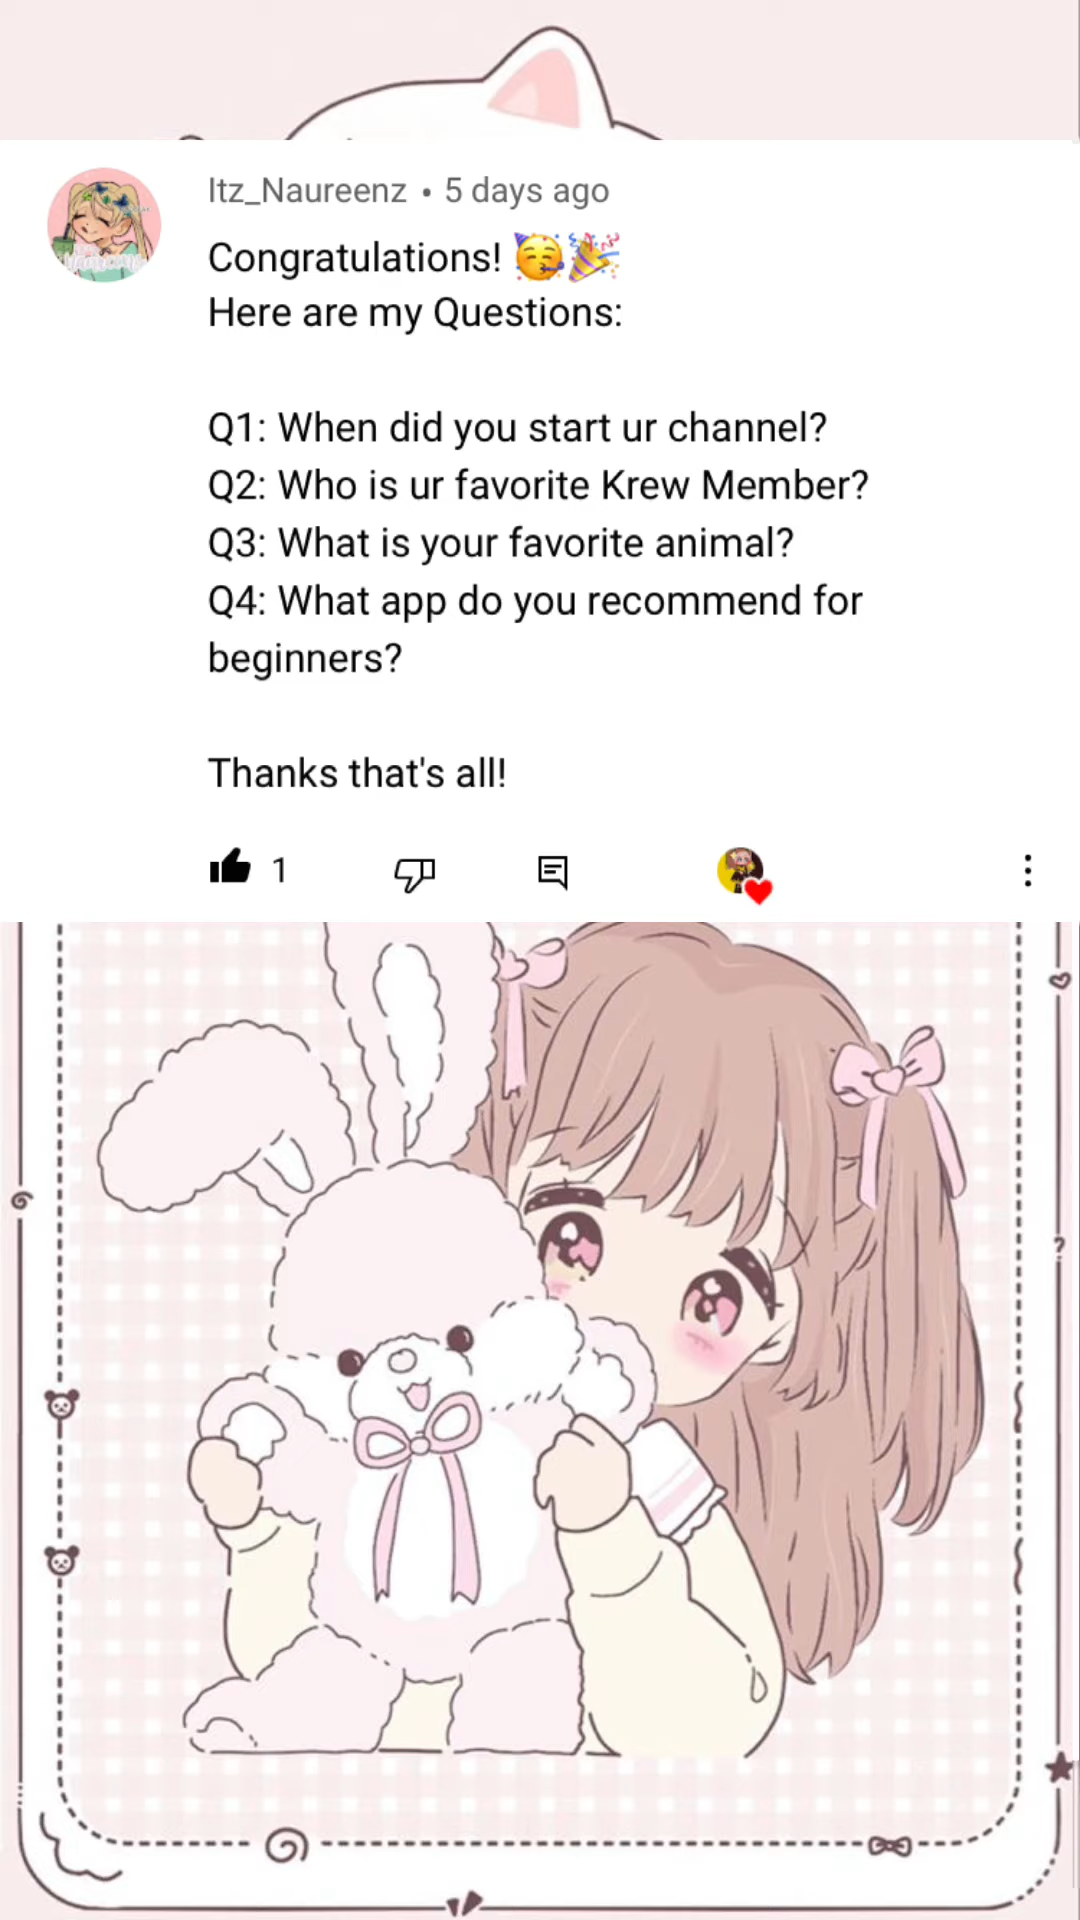 Itz_Naureenz • 5 days ago
Congratulations! 🥳🎉
Here are my Questions:
Q1: When did you start ur channel?
Q2: Who is ur favorite Krew Member?
Q3: What is your favorite animal?
Q4: What app do you recommend for
beginners?
Thanks that's all!
1
?